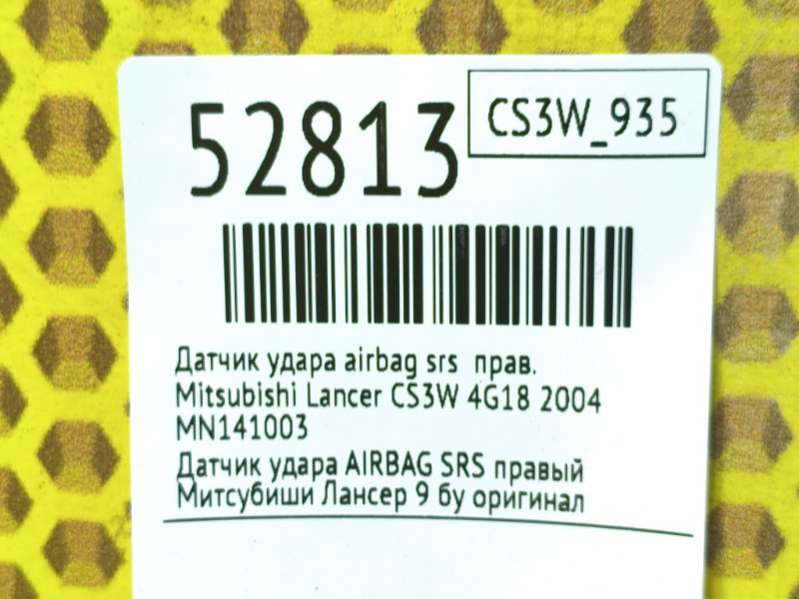 52813
CS3W_935
Датчик удара airbag srs прав.
Mitsubishi Lancer CS3W 4G18 2004
MN141003
Датчик удара AIRBAG SRS правый
Митсубиши Лансер 9 бу оригинал